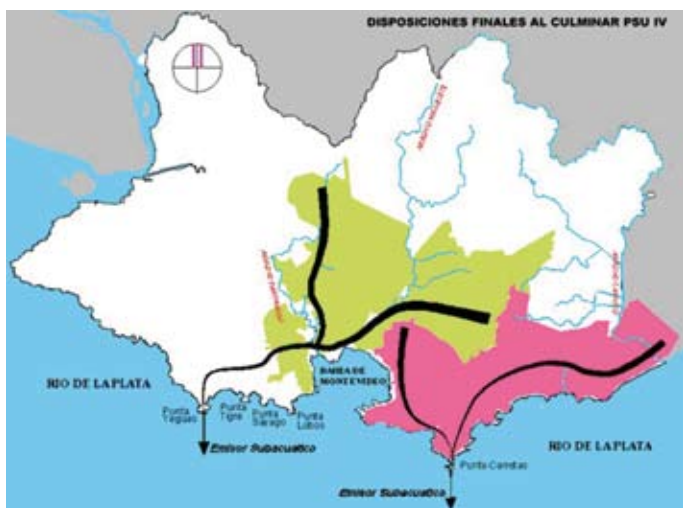 DISPOSICIONES FINALES AL CULMINAR PSU IV
RIO DE LA PLATA
BAHIA DE
MONTEVIDEO
Punta
Yeguas
Punta
Tigre
Punta
Sayago
Punta
Lobos
Emisor Subacuatico
Punta Carretas
RIO DE LA PLATA
Emisor Subacuatico